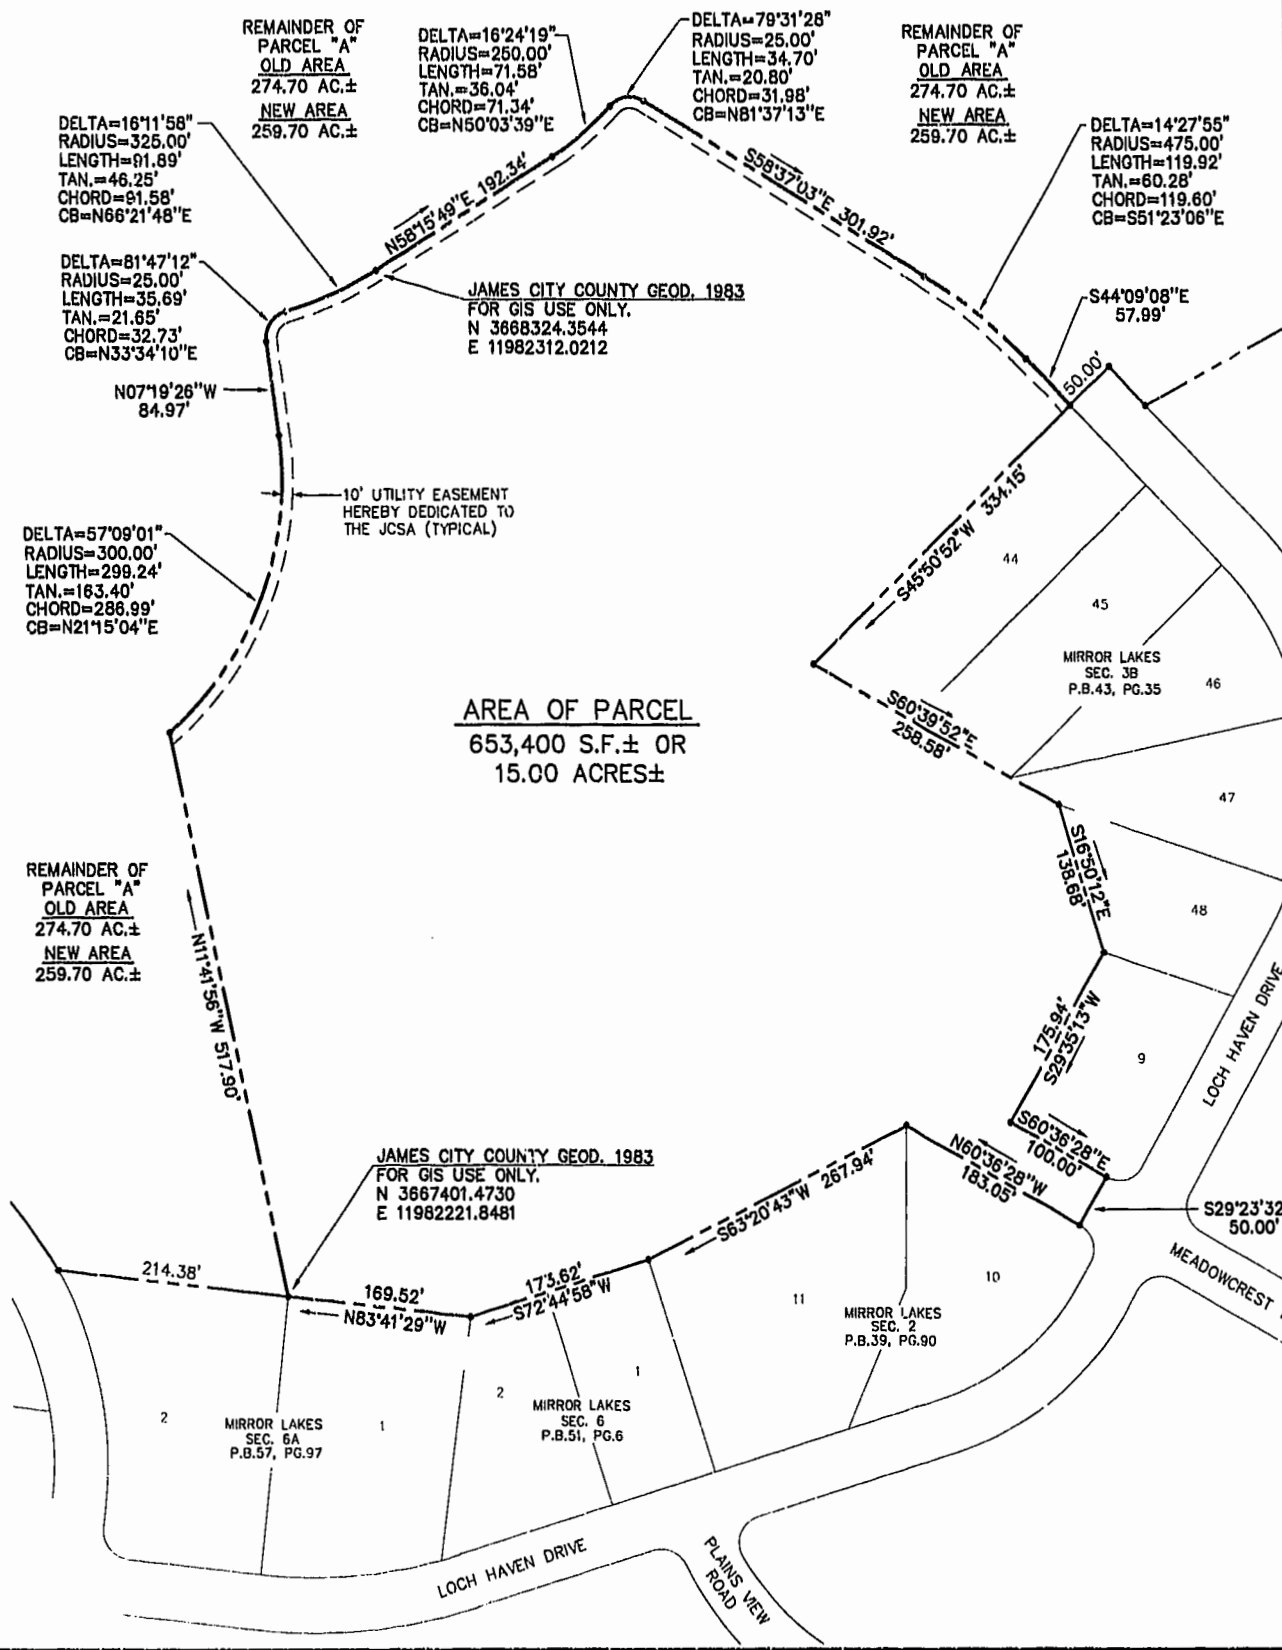 REMAINDER OF
PARCEL "A"
OLD AREA
274.70 AC.±
NEW AREA
259.70 AC.±
DELTA=16°24'19"
RADIUS=250.00'
LENGTH=71.58'
TAN.=36.04'
CHORD=71.34'
CB=N50°03'39"E
DELTA=79°31'28"
RADIUS=25.00'
LENGTH=34.70'
TAN.=20.80'
CHORD=31.98'
CB=N81°37'13"E
REMAINDER OF
PARCEL "A"
OLD AREA
274.70 AC.±
NEW AREA
259.70 AC.±
DELTA=16°11'58"
RADIUS=325.00'
LENGTH=91.89'
TAN.=46.25'
CHORD=91.58'
CB=N66°21'48"E
DELTA=14°27'55"
RADIUS=475.00'
LENGTH=119.92'
TAN.=60.28'
CHORD=119.60'
CB=S51°23'06"E
N58°15'49"E 192.34'
S58°37'03"E 301.92'
DELTA=81°47'12"
RADIUS=25.00'
LENGTH=35.69'
TAN.=21.65'
CHORD=32.73'
CB=N33°34'10"E
JAMES CITY COUNTY GEOD. 1983
FOR GIS USE ONLY.
N 3668324.3544
E 11982312.0212
S44°09'08"E
57.99'
50.00'
N07°19'26"W
84.97'
10' UTILITY EASEMENT
HEREBY DEDICATED TO
THE JCSA (TYPICAL)
S45°50'52"W 334.15'
DELTA=57°09'01"
RADIUS=300.00'
LENGTH=299.24'
TAN.=163.40'
CHORD=286.99'
CB=N21°15'04"E
44
45
MIRROR LAKES
SEC. 3B
P.B.43, PG.35
46
AREA OF PARCEL
653,400 S.F.± OR
15.00 ACRES±
S60°39'52"E
258.58'
47
S16°50'12"E
138.68'
48
REMAINDER OF
PARCEL "A"
OLD AREA
274.70 AC.±
NEW AREA
259.70 AC.±
N11°41'56"W 517.90'
175.94'
S29°35'13"W
9
LOCH HAVEN DRIVE
S60°36'28"E
100.00'
N60°36'28"W
183.05'
S29°23'32
50.00'
MEADOWCREST
JAMES CITY COUNTY GEOD. 1983
FOR GIS USE ONLY.
N 3667401.4730
E 11982221.8481
S63°20'43"W 267.94'
214.38'
169.52'
N83°41'29"W
173.62'
S72°44'58"W
10
11
MIRROR LAKES
SEC. 2
P.B.39, PG.90
2
MIRROR LAKES
SEC. 6A
P.B.57, PG.97
1
2
MIRROR LAKES
SEC. 6
P.B.51, PG.6
1
LOCH HAVEN DRIVE
PLAINS VIEW
ROAD